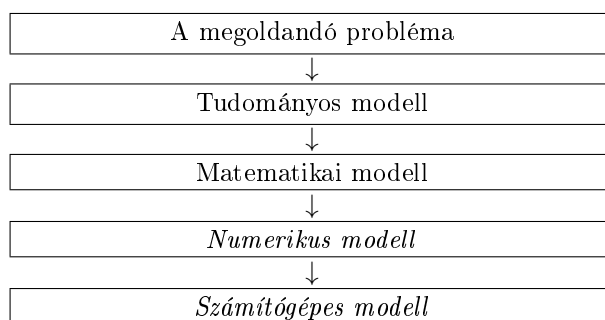 A megoldandó probléma
↓
Tudományos modell
↓
Matematikai modell
↓
Numerikus modell
↓
Számítógépes modell